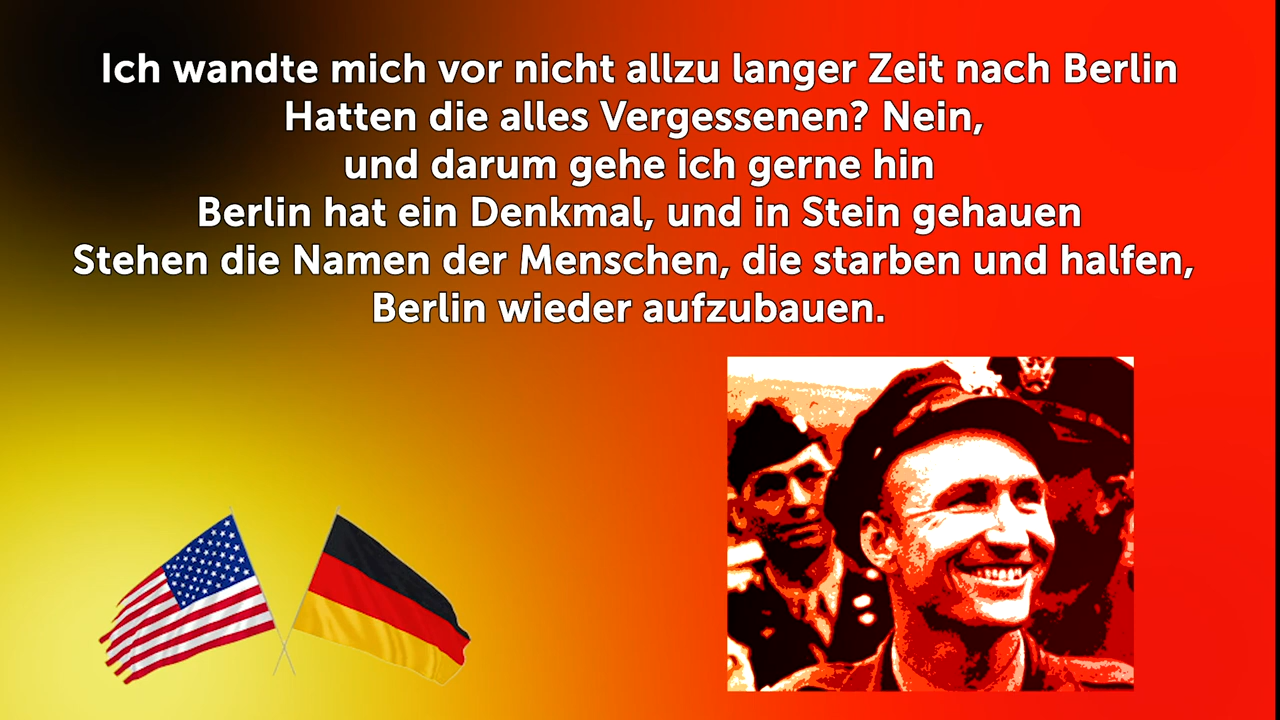 Ich wandte mich vor nicht allzu langer Zeit nach Berlin
Hatten die alles Vergessenen? Nein,
und darum gehe ich gerne hin
Berlin hat ein Denkmal, und in Stein gehauen
Stehen die Namen der Menschen, die starben und halfen,
Berlin wieder aufzubauen.